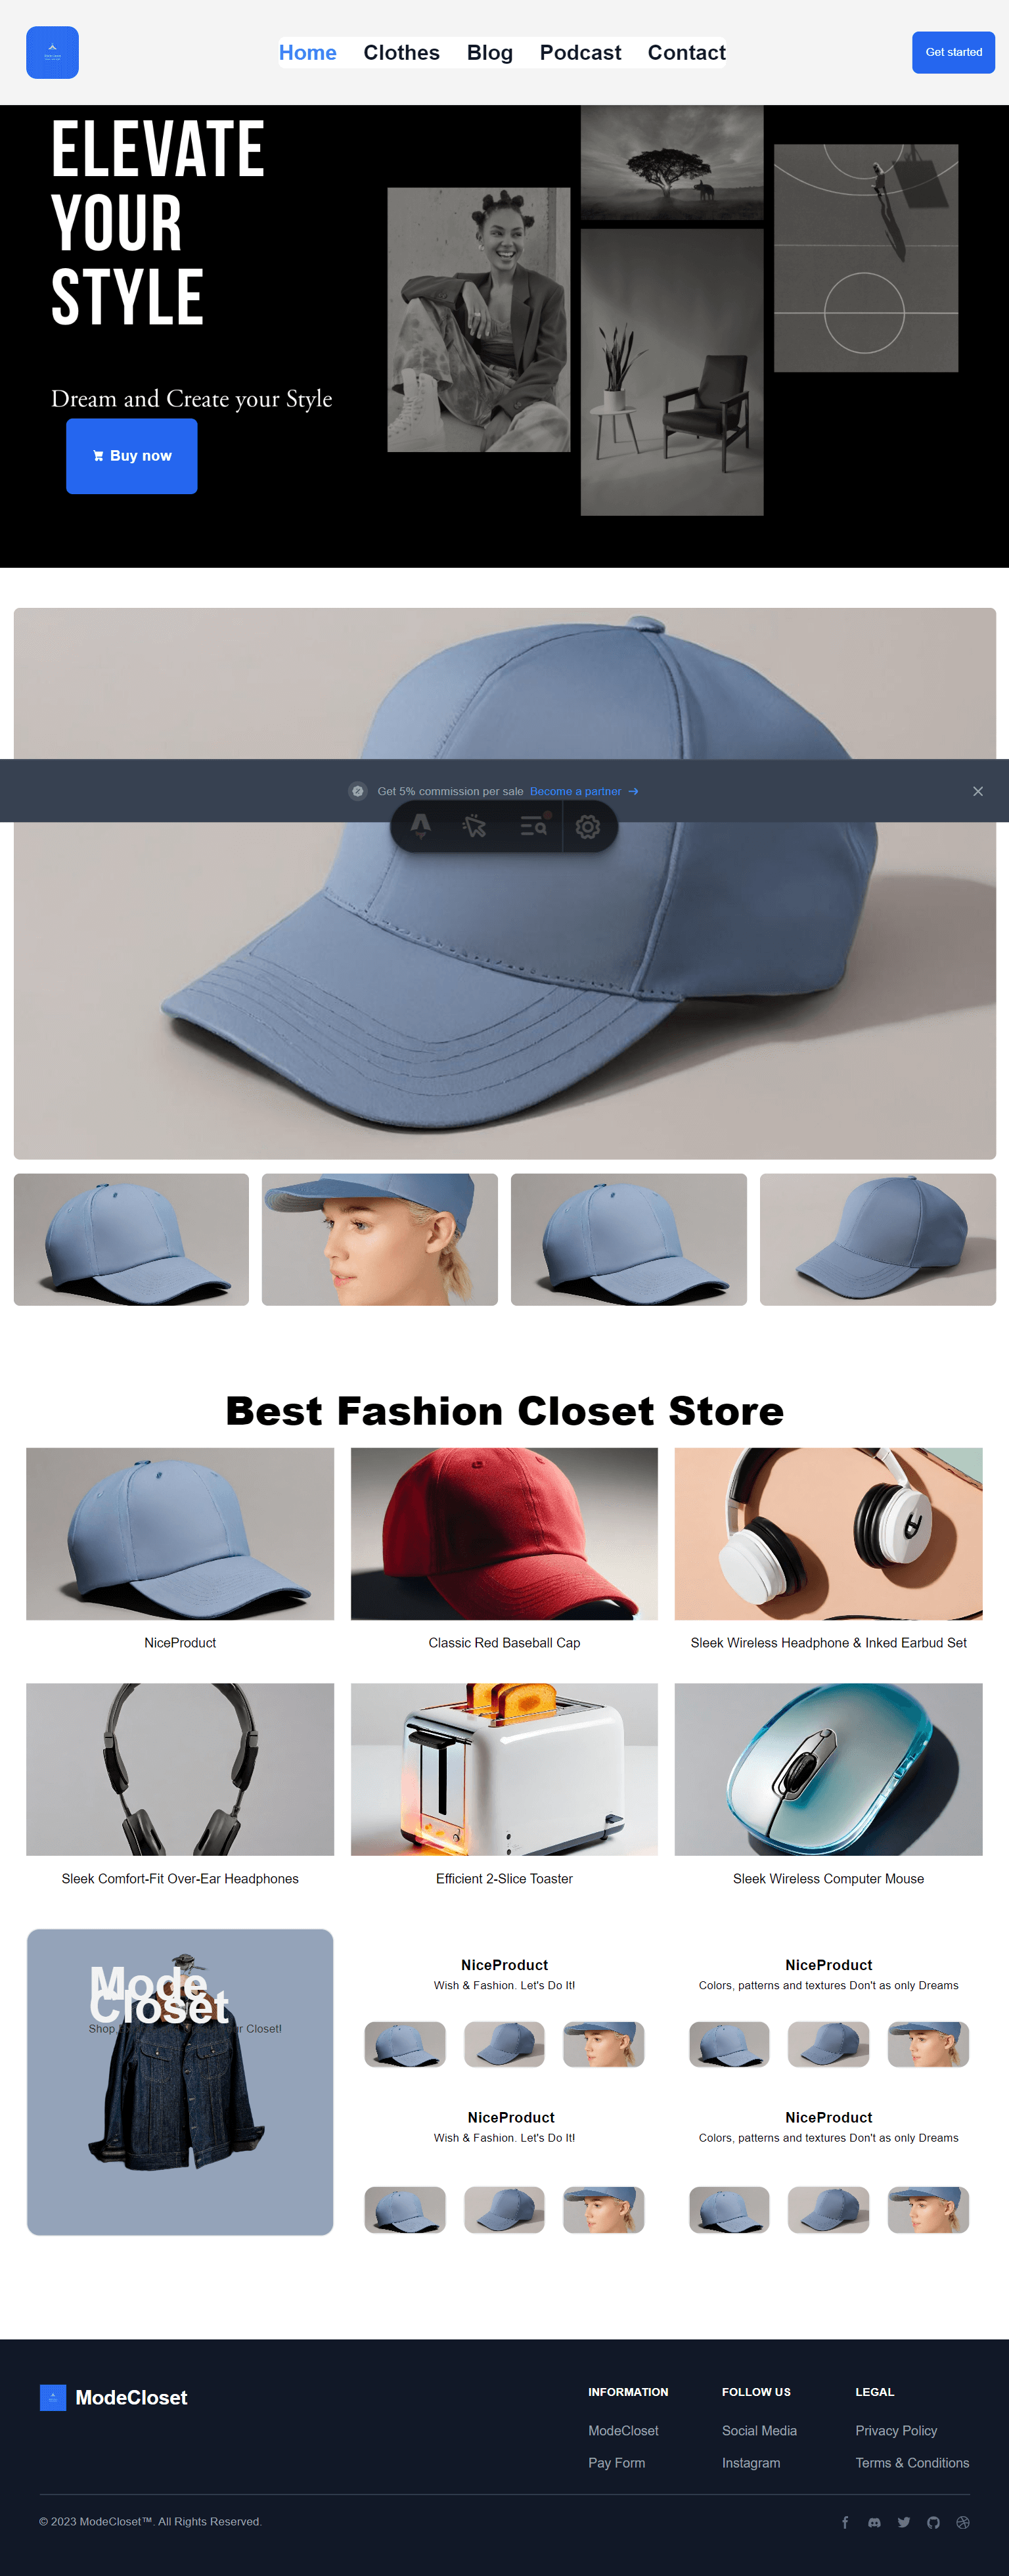 Home Clothes Blog Podcast Contact
Get started
ELEVATE
YOUR
STYLE
Dream and Create your Style
Buy now
Get 5% commission per sale Become a partner
Best Fashion Closet Store
NiceProduct
Classic Red Baseball Cap
Sleek Wireless Headphone & Inked Earbud Set
Sleek Comfort-Fit Over-Ear Headphones
Efficient 2-Slice Toaster
Sleek Wireless Computer Mouse
Mode
Closet
Shop
Closet!
NiceProduct
Wish & Fashion. Let's Do It!
NiceProduct
Colors, patterns and textures Don't as only Dreams
NiceProduct
Wish & Fashion. Let's Do It!
NiceProduct
Colors, patterns and textures Don't as only Dreams
ModeCloset
INFORMATION
ModeCloset
Pay Form
FOLLOW US
Social Media
Instagram
LEGAL
Privacy Policy
Terms & Conditions
© 2023 ModeCloset™. All Rights Reserved.